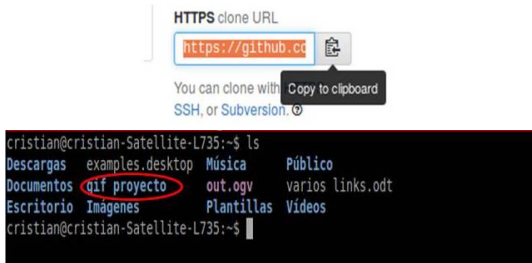 HTTPS clone URL
https://github.co
Copy to clipboard
You can clone with
SSH, or Subversion.
cristian@cristian-Satellite-L735:~$ ls
Descargas examples.desktop Música Público
Documentos gif proyecto out.ogv varios links.odt
Escritorio Imágenes Plantillas Vídeos
cristian@cristian-Satellite-L735:~$